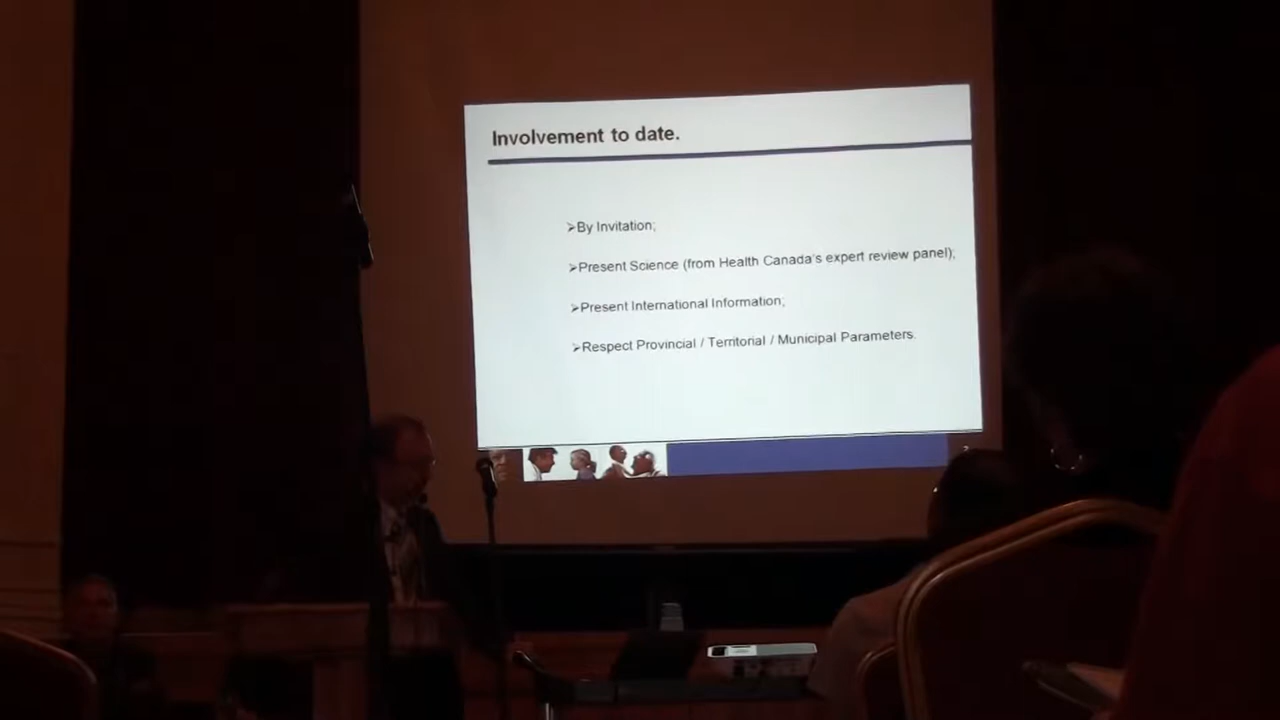 Involvement to date.
➢By Invitation;
➢Present Science (from Health Canada's expert review panel);
➢Present International Information;
➢Respect Provincial / Territorial / Municipal Parameters.